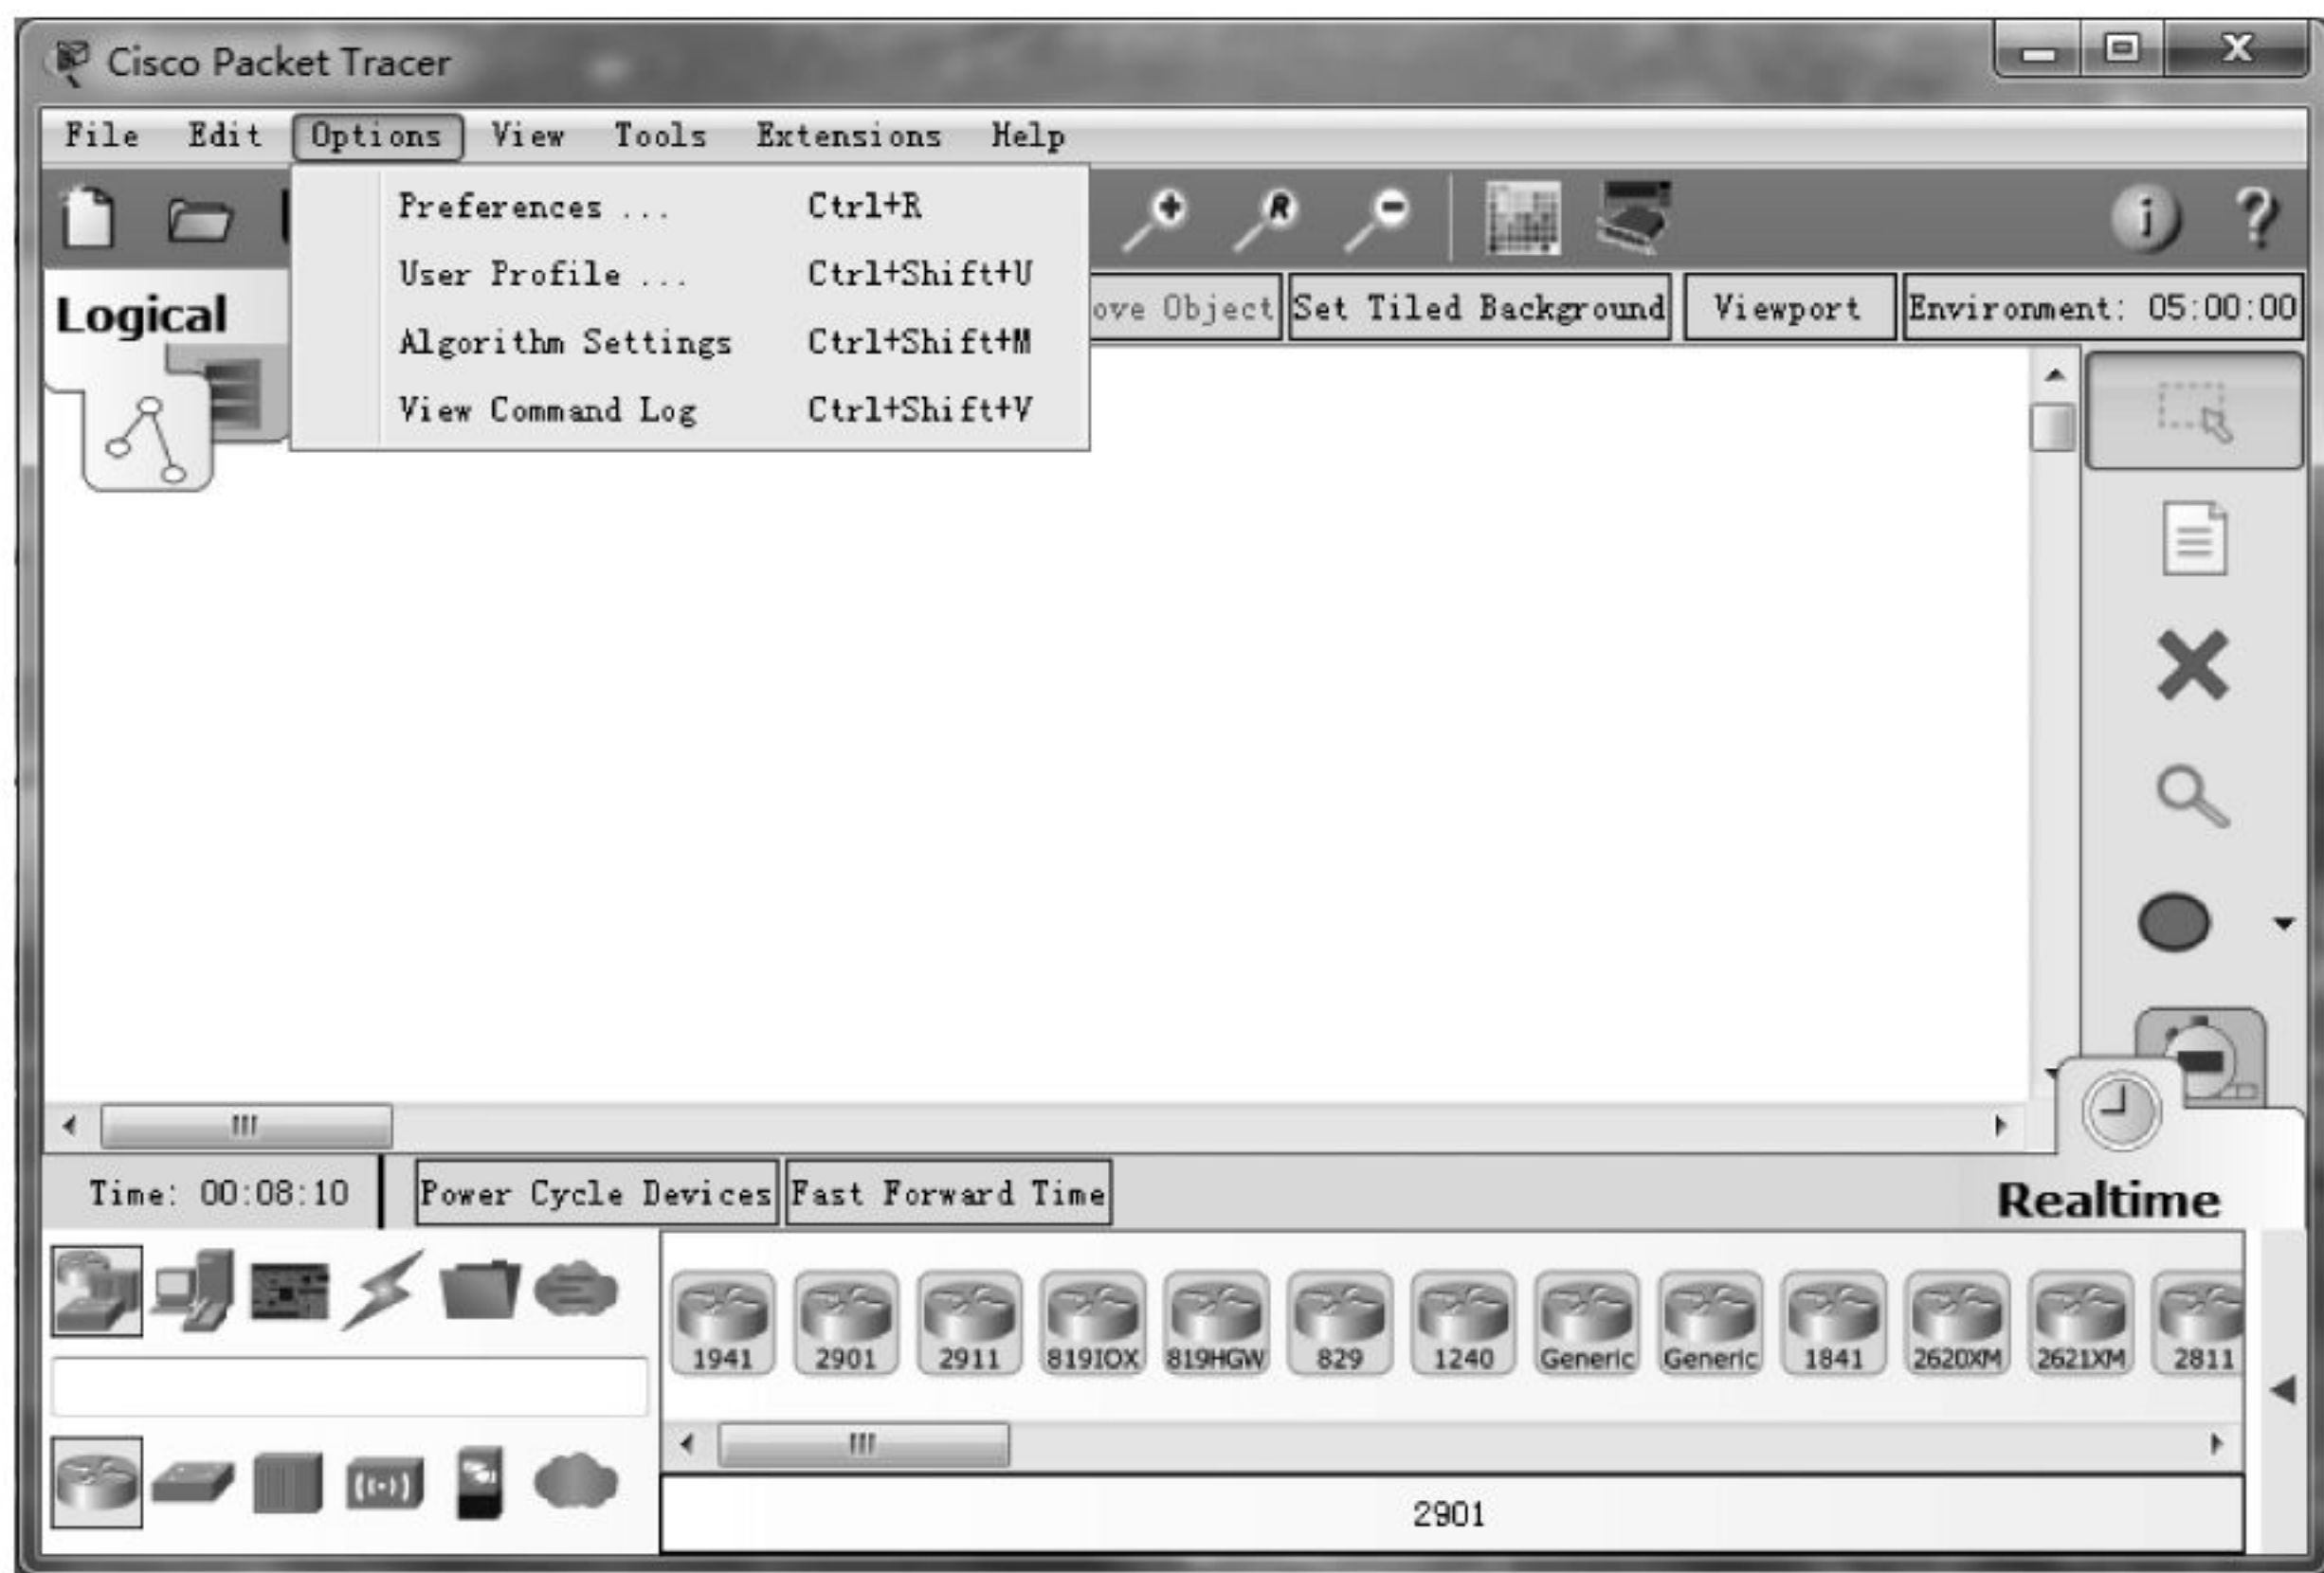 Cisco Packet Tracer
File Edit Options View Tools Extensions Help
Preferences ... Ctrl+R
User Profile ... Ctrl+Shift+U
Algorithm Settings Ctrl+Shift+M
View Command Log Ctrl+Shift+V
Logical
ove Object Set Tiled Background Viewport Environment: 05:00:00
Time: 00:08:10 Power Cycle Devices Fast Forward Time
Realtime
1941 2901 2911 819IOX 819HGW 829 1240 Generic Generic 1841 2620XM 2621XM 2811
2901